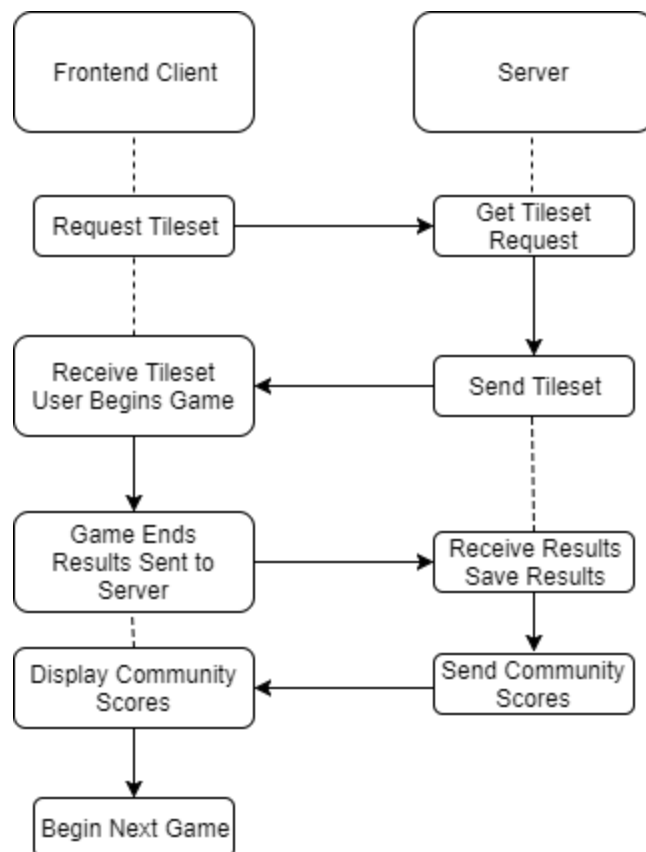 Frontend Client
Server
Request Tileset
Get Tileset
Request
Receive Tileset
User Begins Game
Send Tileset
Game Ends
Results Sent to
Server
Receive Results
Save Results
Display Community
Scores
Send Community
Scores
Begin Next Game